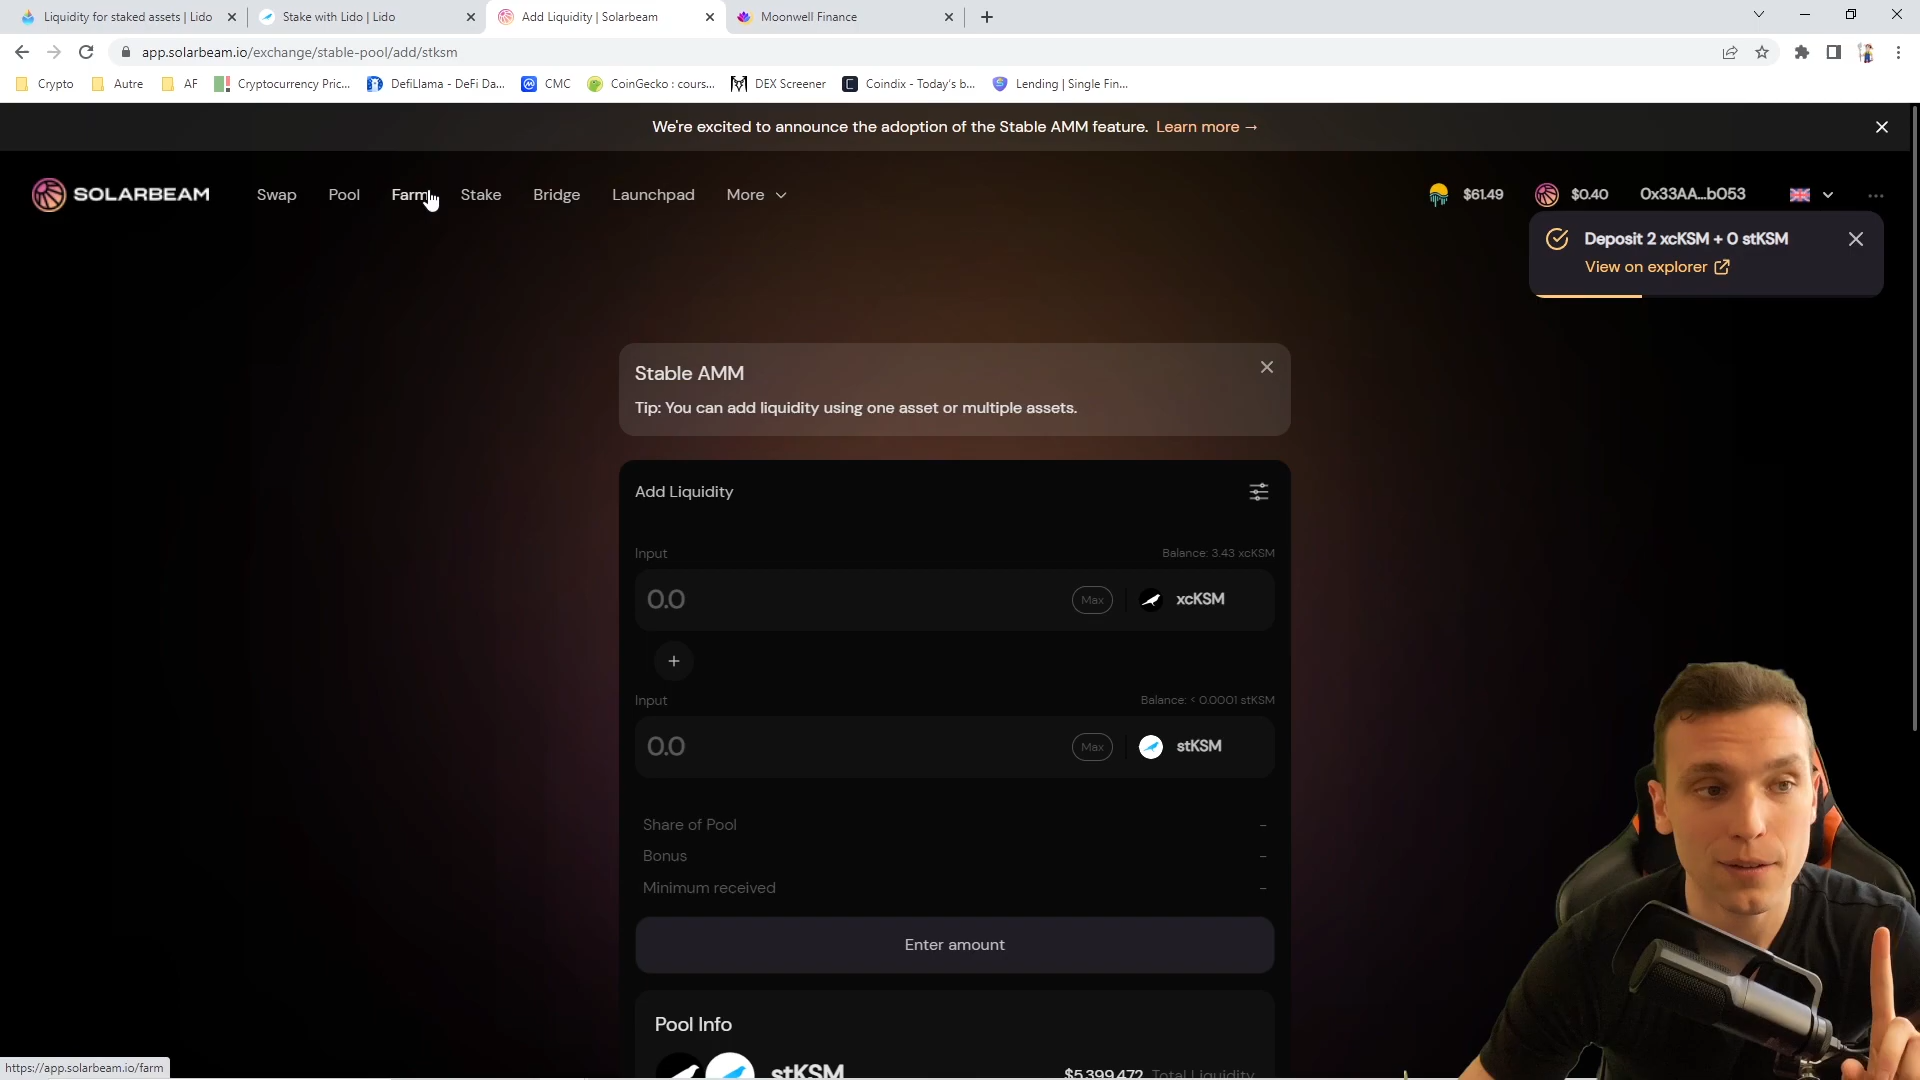 Liquidity for staked assets | Lido
Stake with Lido | Lido
Add Liquidity | Solarbeam
Moonwell Finance
app.solarbeam.io/exchange/stable-pool/add/stksm
Crypto
Autre
AF
Cryptocurrency Pric...
DefiLlama - DeFi Da...
CMC
CoinGecko : cours...
DEX Screener
Coindix - Today's b...
Lending | Single Fin...
We're excited to announce the adoption of the Stable AMM feature. Learn more →
SOLARBEAM
Swap
Pool
Farm
Stake
Bridge
Launchpad
More
$61.49
$0.40
0x33AA...b053
Deposit 2 xcKSM + 0 stKSM
View on explorer
Stable AMM
Tip: You can add liquidity using one asset or multiple assets.
Add Liquidity
Input
Balance: 3.43 xcKSM
0.0
Max
xcKSM
+
Input
Balance: < 0.0001 stKSM
0.0
Max
stKSM
Share of Pool -
Bonus -
Minimum received -
Enter amount
Pool Info
stKSM
$5,399,472 Total Liquidity
https://app.solarbeam.io/farm